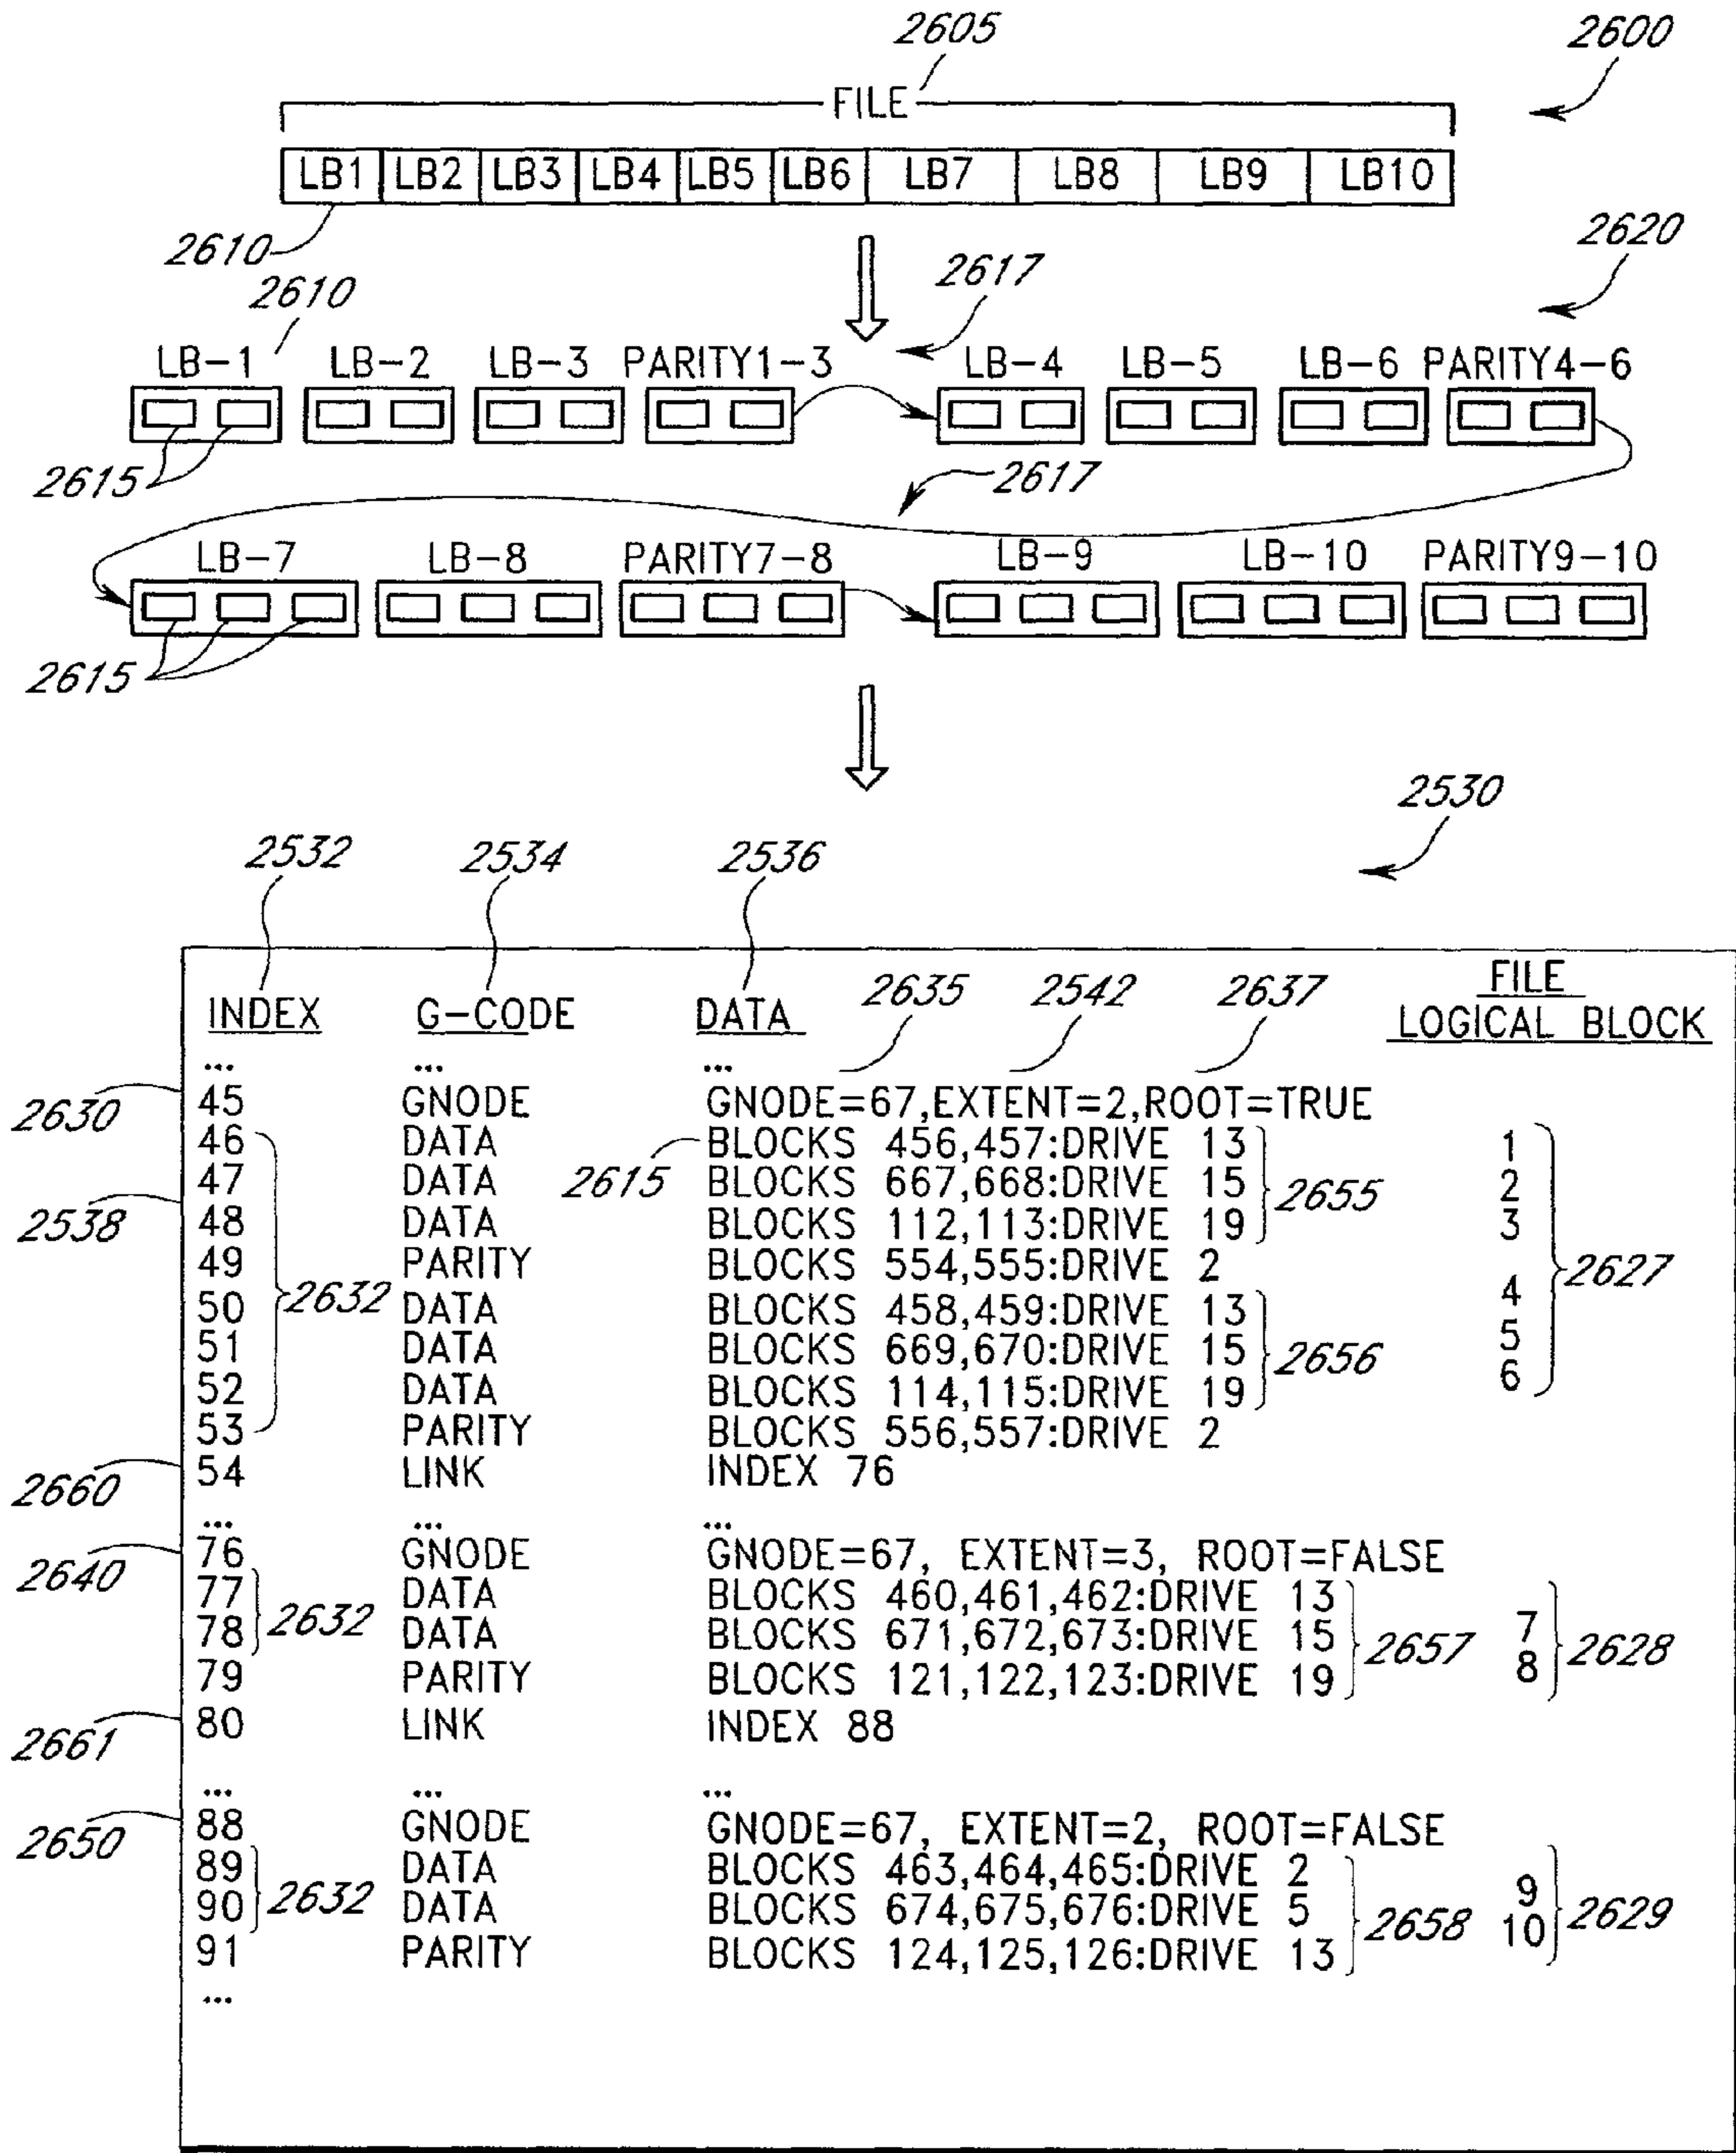 2605
2600
FILE
LB1 LB2 LB3 LB4 LB5 LB6 LB7 LB8 LB9 LB10
2610
2620
2610
2617
LB-1 LB-2 LB-3 PARITY1-3 LB-4 LB-5 LB-6 PARITY4-6
2615
2617
LB-7 LB-8 PARITY7-8 LB-9 LB-10 PARITY9-10
2615
2530
2532 2534 2536
2635 2542 2637
FILE
INDEX G-CODE DATA LOGICAL BLOCK
... ... ...
2630 45 GNODE GNODE=67,EXTENT=2,ROOT=TRUE
46 DATA 2615 BLOCKS 456,457:DRIVE 13 1
2538 47 DATA BLOCKS 667,668:DRIVE 15 2655 2
48 DATA BLOCKS 112,113:DRIVE 19 3
49 PARITY BLOCKS 554,555:DRIVE 2 2627
2632 50 DATA BLOCKS 458,459:DRIVE 13 4
51 DATA BLOCKS 669,670:DRIVE 15 2656 5
52 DATA BLOCKS 114,115:DRIVE 19 6
53 PARITY BLOCKS 556,557:DRIVE 2
2660 54 LINK INDEX 76
... ... ...
2640 76 GNODE GNODE=67, EXTENT=3, ROOT=FALSE
77 2632 DATA BLOCKS 460,461,462:DRIVE 13 7
78 DATA BLOCKS 671,672,673:DRIVE 15 2657 8 2628
79 PARITY BLOCKS 121,122,123:DRIVE 19
2661 80 LINK INDEX 88
... ... ...
2650 88 GNODE GNODE=67, EXTENT=2, ROOT=FALSE
89 2632 DATA BLOCKS 463,464,465:DRIVE 2 9
90 DATA BLOCKS 674,675,676:DRIVE 5 2658 10 2629
91 PARITY BLOCKS 124,125,126:DRIVE 13
...